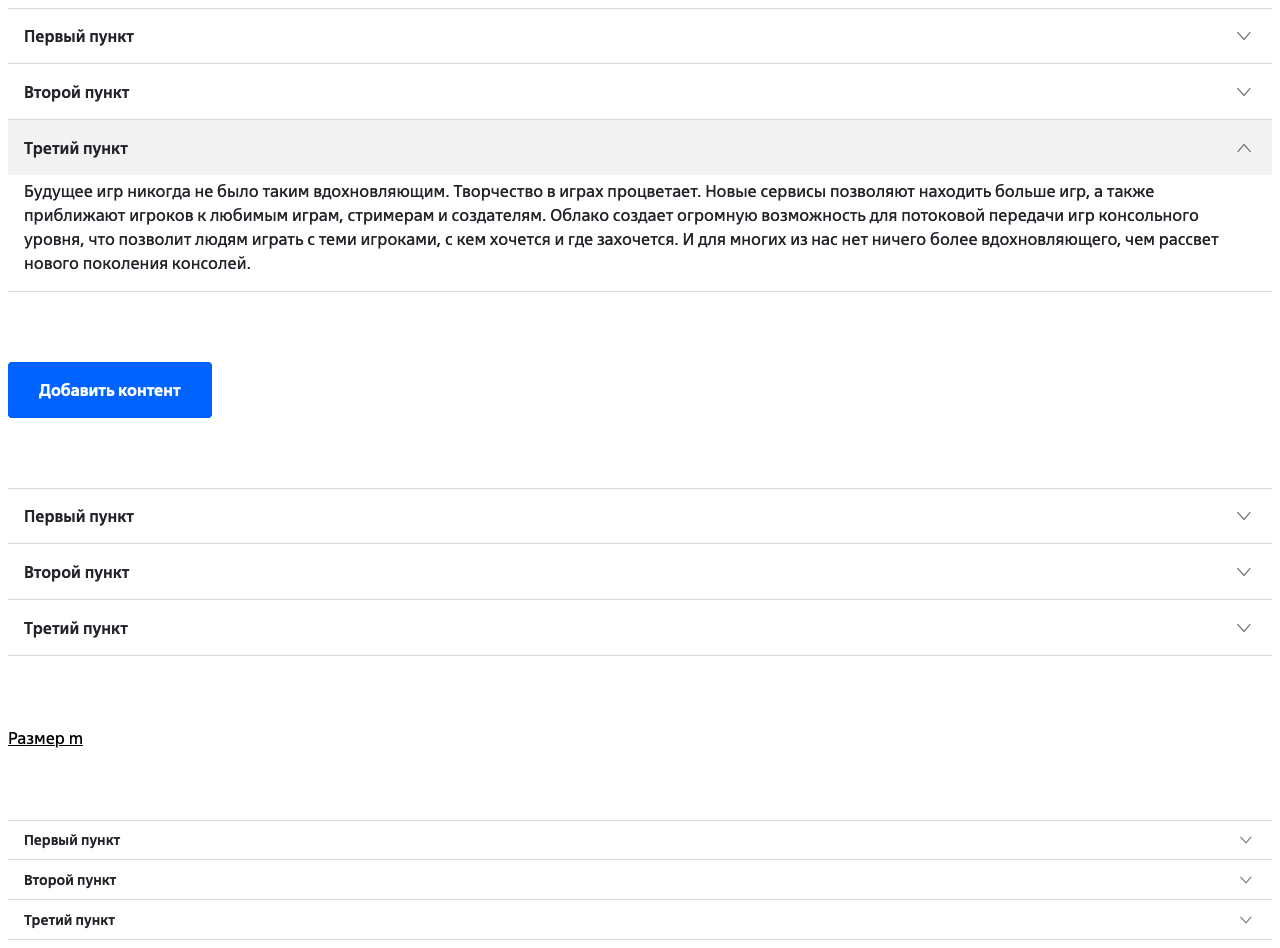 Первый пункт
Второй пункт
Третий пункт
Будущее игр никогда не было таким вдохновляющим. Творчество в играх процветает. Новые сервисы позволяют находить больше игр, а также
приближают игроков к любимым играм, стримерам и создателям. Облако создает огромную возможность для потоковой передачи игр консольного
уровня, что позволит людям играть с теми игроками, с кем хочется и где захочется. И для многих из нас нет ничего более вдохновляющего, чем рассвет
нового поколения консолей.
Добавить контент
Первый пункт
Второй пункт
Третий пункт
Размер m
Первый пункт
Второй пункт
Третий пункт